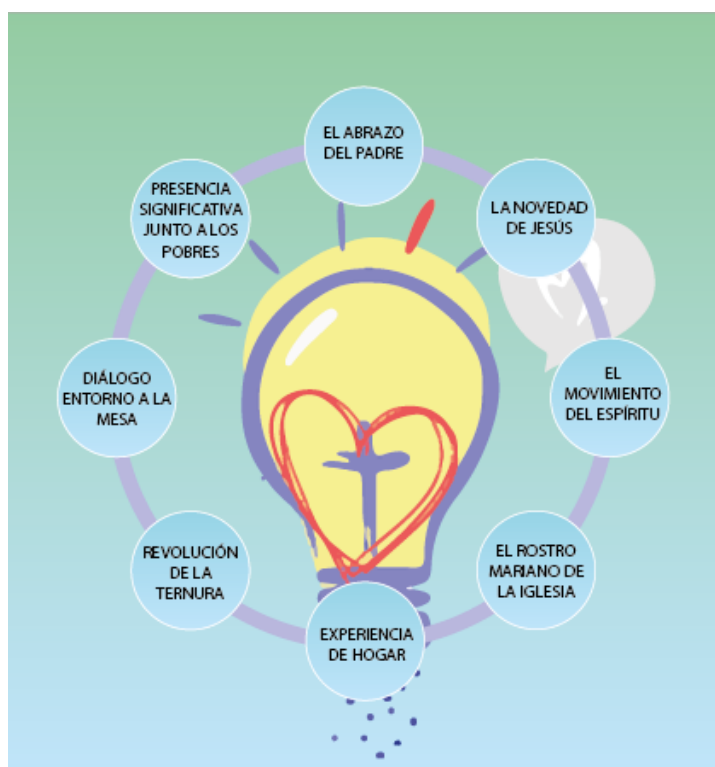 EL ABRAZO
DEL PADRE
LA NOVEDAD
DE JESÚS
EL
MOVIMIENTO
DEL ESPÍRITU
EL ROSTRO
MARIANO DE
LA IGLESIA
EXPERIENCIA
DE HOGAR
REVOLUCIÓN
DE LA
TERNURA
DIÁLOGO
ENTORNO A LA
MESA
PRESENCIA
SIGNIFICATIVA
JUNTO A LOS
POBRES